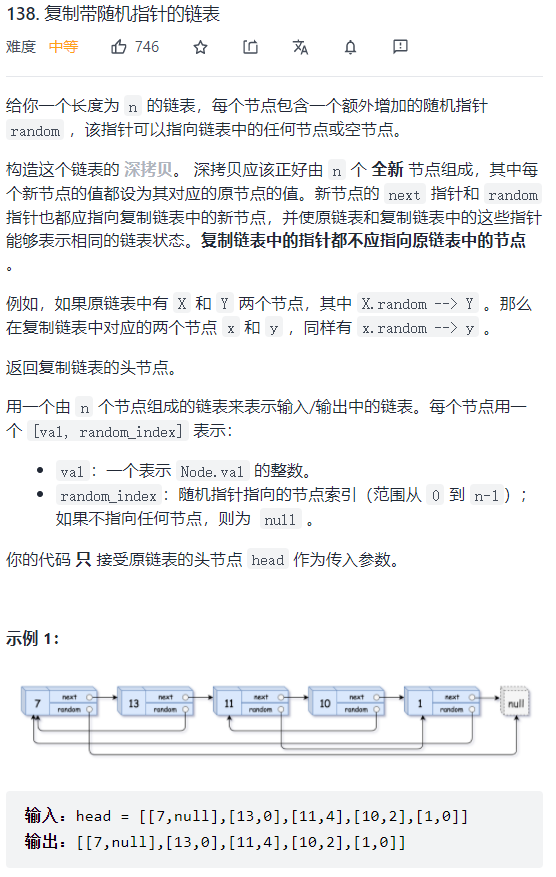 138. 复制带随机指针的链表
难度 中等 746
给你一个长度为 n 的链表，每个节点包含一个额外增加的随机指针
random ，该指针可以指向链表中的任何节点或空节点。
构造这个链表的 深拷贝。 深拷贝应该正好由 n 个 全新 节点组成，其中每
个新节点的值都设为其对应的原节点的值。新节点的 next 指针和 random
指针也都应指向复制链表中的新节点，并使原链表和复制链表中的这些指针
能够表示相同的链表状态。复制链表中的指针都不应指向原链表中的节点
。
例如，如果原链表中有 X 和 Y 两个节点，其中 X.random --> Y 。那么
在复制链表中对应的两个节点 x 和 y ，同样有 x.random --> y 。
返回复制链表的头节点。
用一个由 n 个节点组成的链表来表示输入/输出中的链表。每个节点用一
个 [val, random_index] 表示：
• val：一个表示 Node.val 的整数。
• random_index：随机指针指向的节点索引（范围从 0 到 n-1）；
如果不指向任何节点，则为 null 。
你的代码 只 接受原链表的头节点 head 作为传入参数。
示例 1：
7 next random 13 next random 11 next random 10 next random 1 next random null
输入：head = [[7,null],[13,0],[11,4],[10,2],[1,0]]
输出：[[7,null],[13,0],[11,4],[10,2],[1,0]]